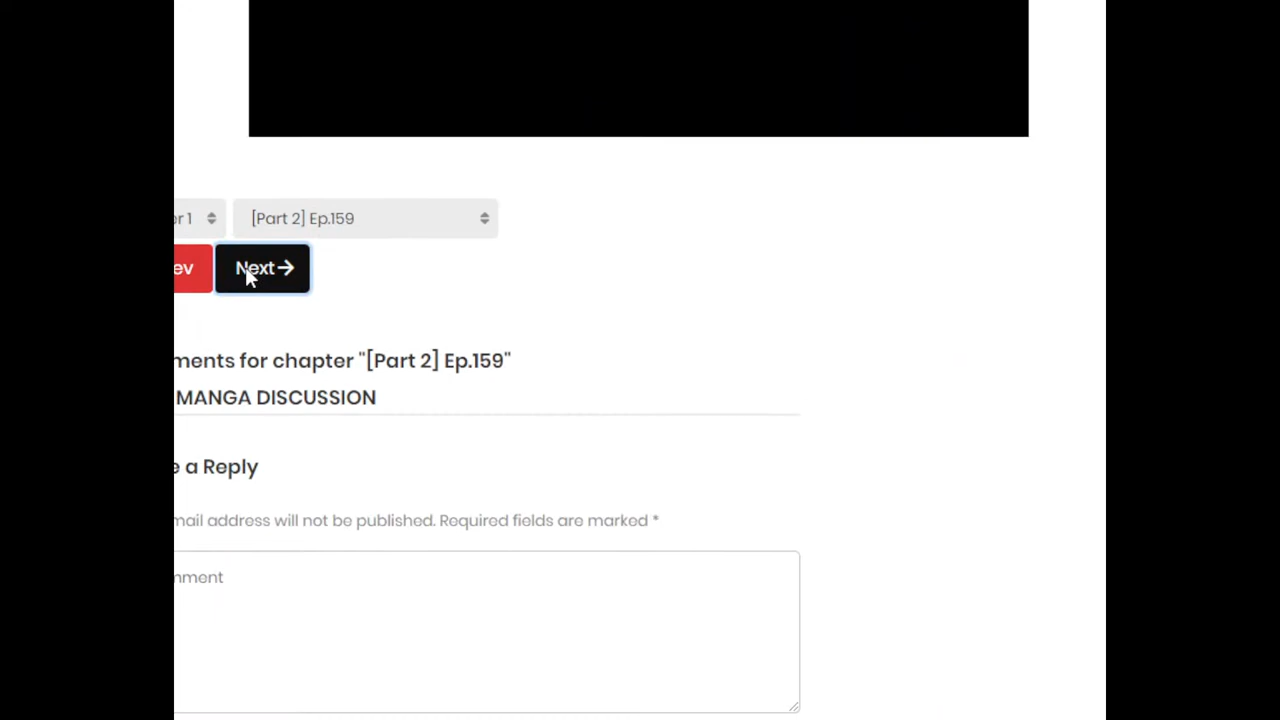 er 1 [Part 2] Ep.159
ev Next
ments for chapter "[Part 2] Ep.159"
MANGA DISCUSSION
e a Reply
mail address will not be published. Required fields are marked *
mment